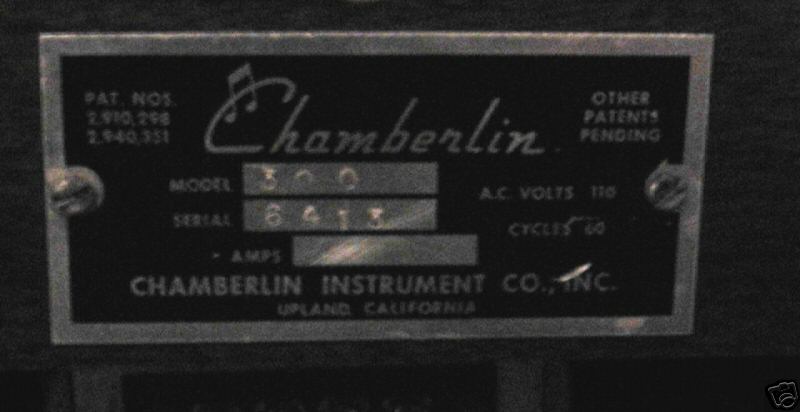 PAT. NOS.
2,910,298
2,940,351
Chamberlin
OTHER
PATENTS
PENDING
MODEL 300
SERIAL
A.C. VOLTS 110
CYCLES 60
AMPS
CHAMBERLIN INSTRUMENT CO., INC.
UPLAND, CALIFORNIA